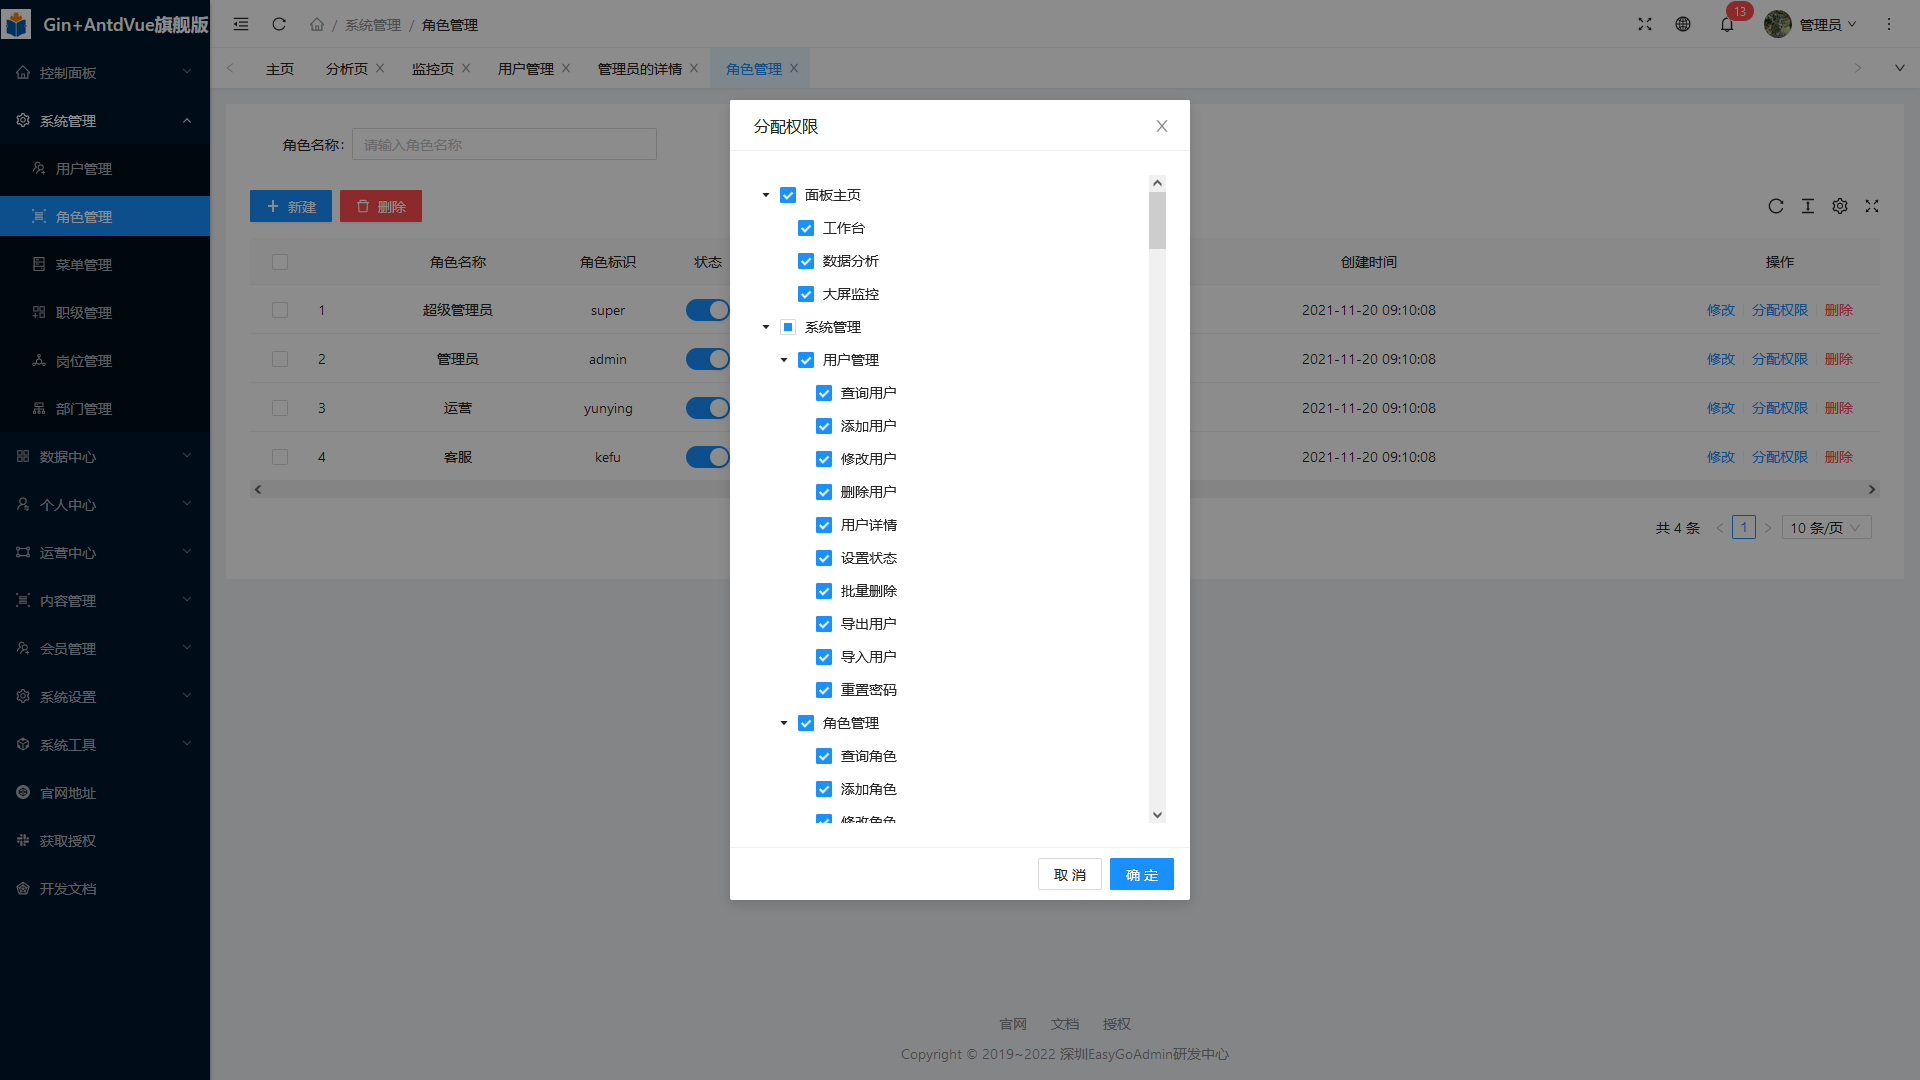 Gin+AntdVue旗舰版
控制面板
系统管理
用户管理
角色管理
菜单管理
职级管理
岗位管理
部门管理
数据中心
个人中心
运营中心
内容管理
会员管理
系统设置
系统工具
官网地址
获取授权
开发文档
/ 系统管理 / 角色管理
13
管理员
主页 分析页 监控页 用户管理 管理员的详情 角色管理
角色名称: 请输入角色名称
新建 删除
角色名称 角色标识 状态 创建时间 操作
1 超级管理员 super 2021-11-20 09:10:08 修改 分配权限 删除
2 管理员 admin 2021-11-20 09:10:08 修改 分配权限 删除
3 运营 yunying 2021-11-20 09:10:08 修改 分配权限 删除
4 客服 kefu 2021-11-20 09:10:08 修改 分配权限 删除
共 4 条 1 10 条/页
分配权限
面板主页
工作台
数据分析
大屏监控
系统管理
用户管理
查询用户
添加用户
修改用户
删除用户
用户详情
设置状态
批量删除
导出用户
导入用户
重置密码
角色管理
查询角色
添加角色
修改角色
取 消 确 定
官网 文档 授权
Copyright © 2019~2022 深圳EasyGoAdmin研发中心